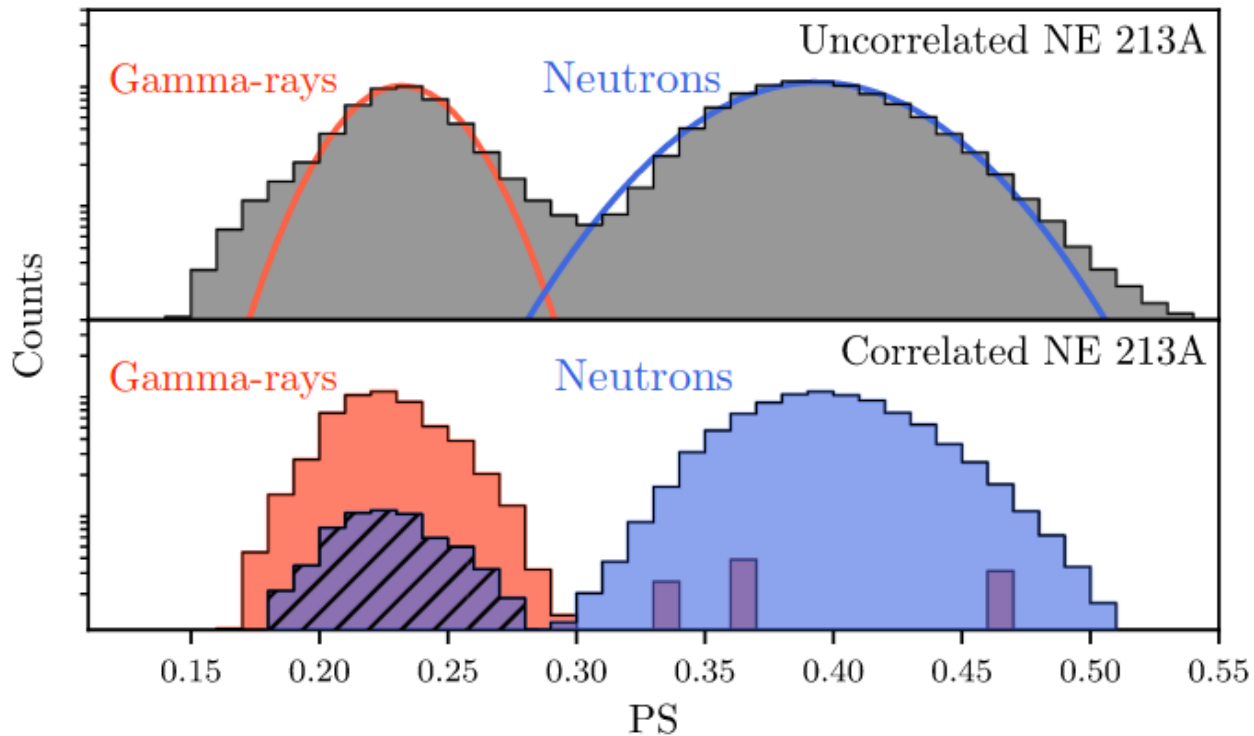 Uncorrelated NE 213A
Gamma-rays
Neutrons
Counts
Correlated NE 213A
Gamma-rays
Neutrons
0.15 0.20 0.25 0.30 0.35 0.40 0.45 0.50 0.55
PS